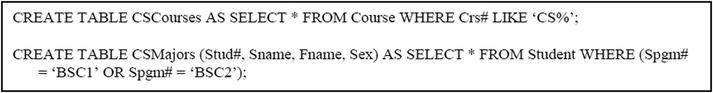 CREATE TABLE CSCourses AS SELECT * FROM Course WHERE Crs# LIKE ‘CS%’;
CREATE TABLE CSMajors (Stud#, Sname, Fname, Sex) AS SELECT * FROM Student WHERE (Spgm#
= ‘BSC1’ OR Spgm# = ‘BSC2’);